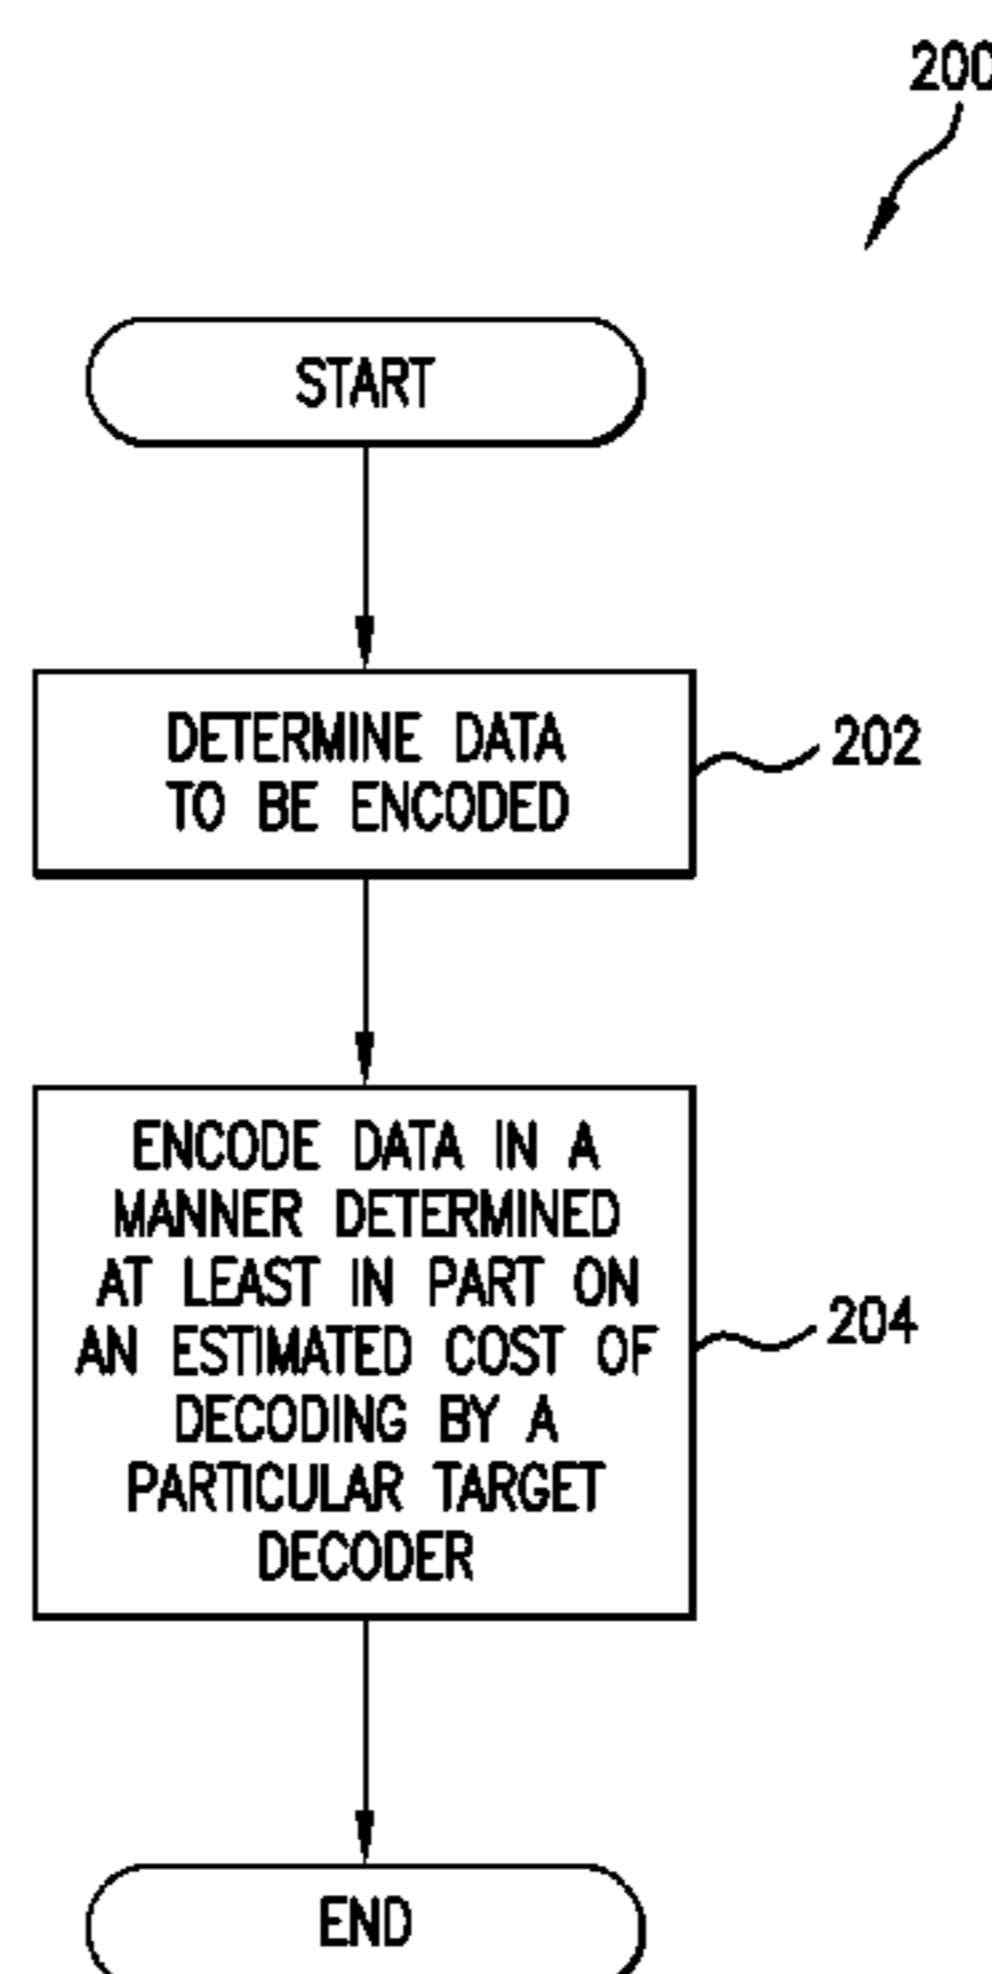 200
START
DETERMINE DATA
TO BE ENCODED
202
ENCODE DATA IN A
MANNER DETERMINED
AT LEAST IN PART ON
AN ESTIMATED COST OF
DECODING BY A
PARTICULAR TARGET
DECODER
204
END